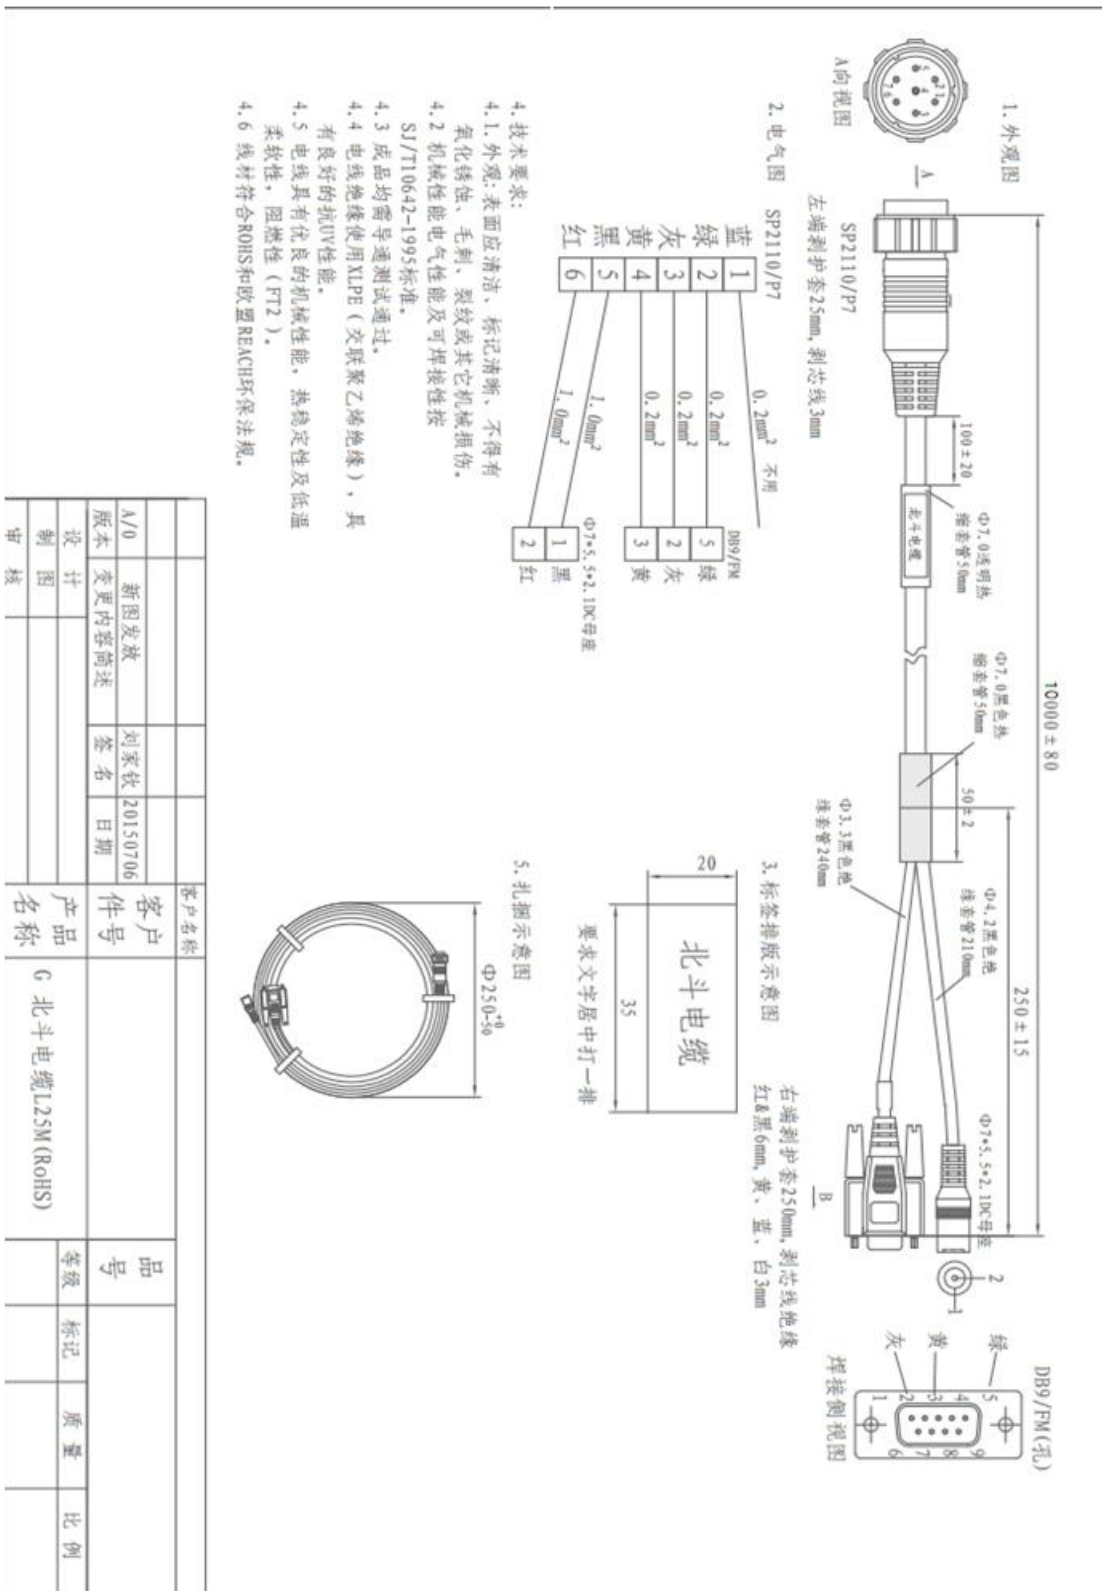 1. 外观图
A向视图
A
SP2110/P7
左端剥护套25mm, 剥芯线3mm
100±20
Φ7.0透明热
缩套管50mm
北斗电缆
10000±80
Φ7.0黑色热
缩套管50mm
50±2
250±15
Φ3.3黑色绝
缘套管240mm
Φ4.2黑色绝
缘套管210mm
Φ7*5.5*2.1DC母座
B
2
1
右端剥护套250mm, 剥芯线绝缘
红&黑6mm, 黄、蓝、白3mm
DB9/FM(孔)
绿
黄
灰
5 4 3 2 1
9 8 7 6
焊接侧视图
2. 电气图
SP2110/P7
蓝 1 0.2mm² 不用
绿 2 0.2mm² 5 绿
灰 3 0.2mm² 2 灰
黄 4 0.2mm² 3 黄
黑 5 1.0mm² 1 黑
红 6 1.0mm² 2 红
DB9/FM
Φ7*5.5*2.1DC母座
3. 标签排版示意图
北斗电缆
20
35
要求文字居中打一排
4. 技术要求:
4.1. 外观: 表面应清洁、标记清晰、不得有
氧化锈蚀、毛刺、裂纹或其它机械损伤。
4.2 机械性能电气性能及可焊接性按
SJ/T10642-1995标准。
4.3 成品均需导通测试通过。
4.4 电线绝缘使用XLPE(交联聚乙烯绝缘), 具
有良好的抗UV性能。
4.5 电线具有优良的机械性能, 热稳定性及低温
柔软性, 阻燃性(FT2)。
4.6 线材符合ROHS和欧盟REACH环保法规。
5. 扎捆示意图
Φ250+0-50
客户名称
A/0 新图发放 刘家钦 20150706
版本 变更内容简述 签名 日期
客户
件号
品
号
设计
制图
审核
产品
名称
G 北斗电缆L25M(RoHS)
等级 标记 质量 比例